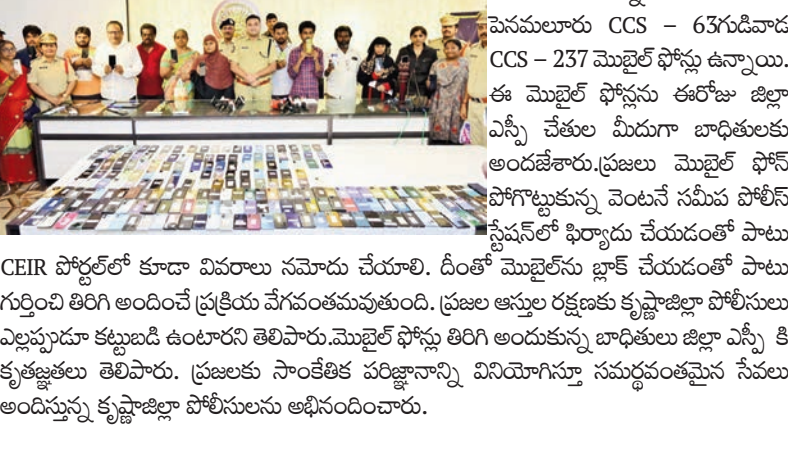 పెనమలూరు CCS – 63గుడివాడ
CCS – 237 మొబైల్ ఫోన్లు ఉన్నాయి.
ఈ మొబైల్ ఫోన్లను ఈరోజు జిల్లా
ఎస్పీ చేతుల మీదుగా బాధితులకు
అందజేశారు.ప్రజలు మొబైల్ ఫోన్
పోగొట్టుకున్న వెంటనే సమీప పోలీస్
స్టేషన్‌లో ఫిర్యాదు చేయడంతో పాటు
CEIR పోర్టల్‌లో కూడా వివరాలు నమోదు చేయాలి. దీంతో మొబైల్‌ను బ్లాక్ చేయడంతో పాటు
గుర్తించి తిరిగి అందించే ప్రక్రియ వేగవంతమవుతుంది. ప్రజల ఆస్తుల రక్షణకు కృష్ణాజిల్లా పోలీసులు
ఎల్లప్పుడూ కట్టుబడి ఉంటారని తెలిపారు.మొబైల్ ఫోన్లు తిరిగి అందుకున్న బాధితులు జిల్లా ఎస్పీ కి
కృతజ్ఞతలు తెలిపారు. ప్రజలకు సాంకేతిక పరిజ్ఞానాన్ని వినియోగిస్తూ సమర్థవంతమైన సేవలు
అందిస్తున్న కృష్ణాజిల్లా పోలీసులను అభినందించారు.